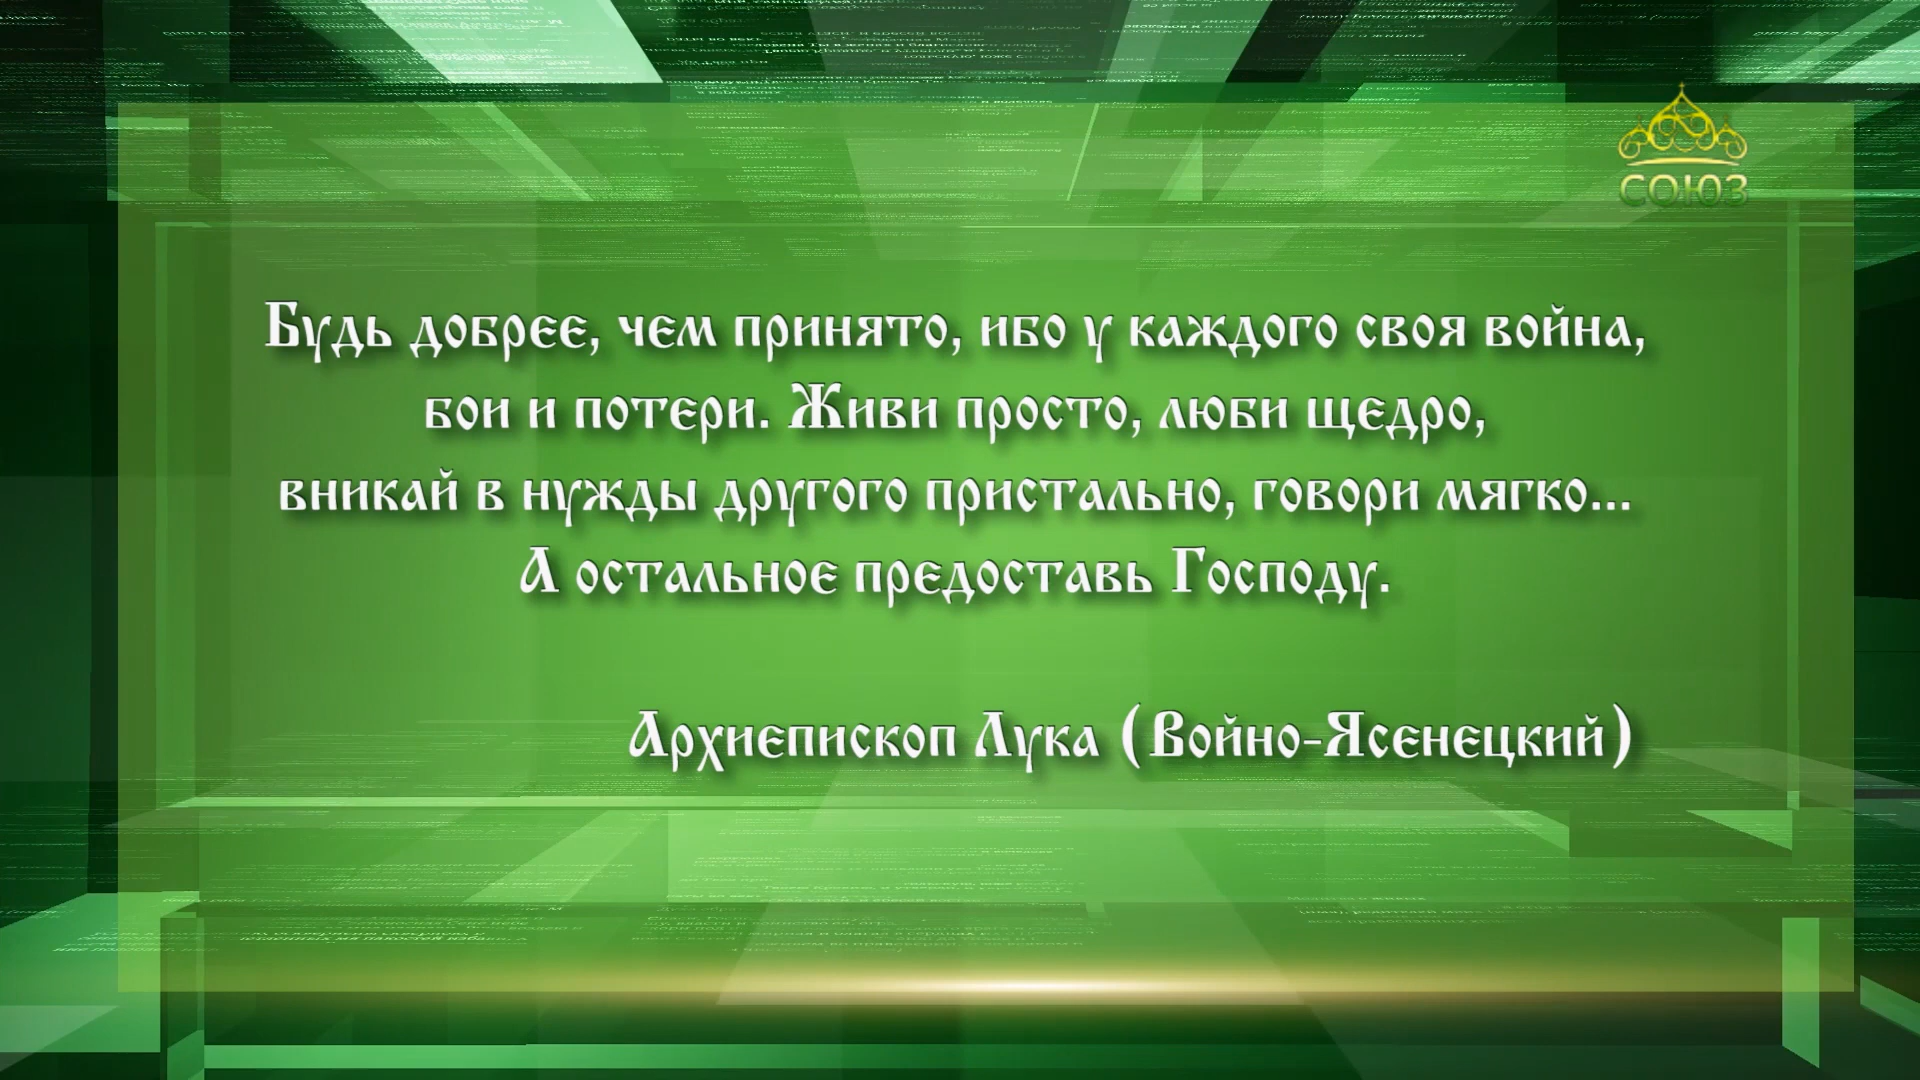 СОЮЗ
Будь добрее, чем принято, ибо у каждого своя война,
бои и потери. Живи просто, люби щедро,
вникай в нужды другого пристально, говори мягко...
А остальное предоставь Господу.
Архиепископ Лука (Войно-Ясенецкий)